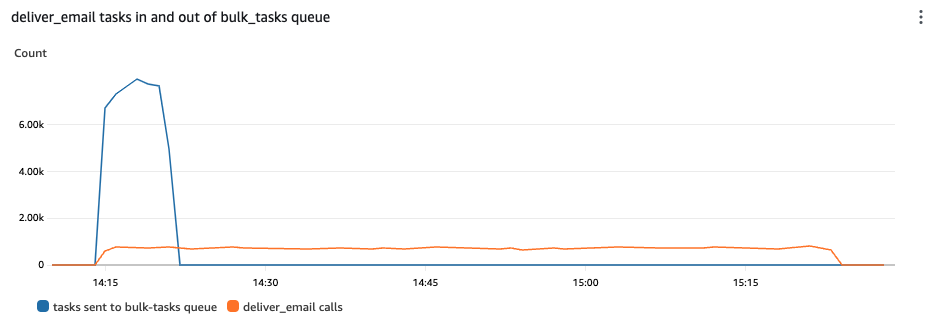 deliver_email tasks in and out of bulk_tasks queue
Count
6.00k
4.00k
2.00k
0
14:15 14:30 14:45 15:00 15:15
tasks sent to bulk-tasks queue deliver_email calls